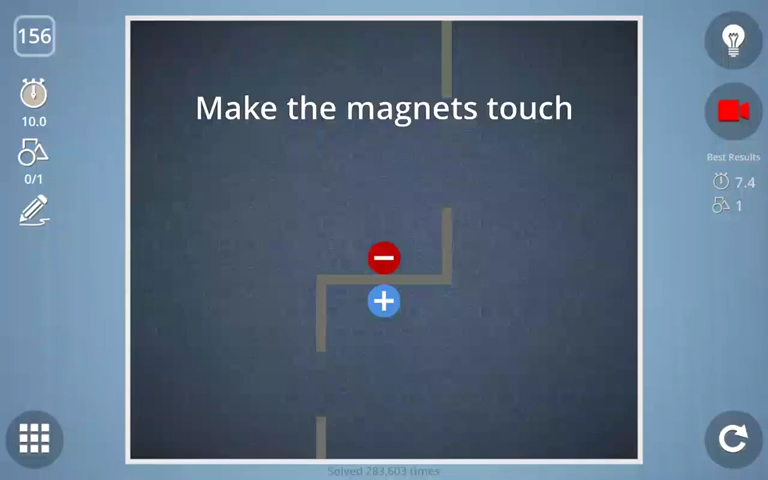 156
Make the magnets touch
10.0
0/1
Best Results
7.4
1
Solved 283,603 times